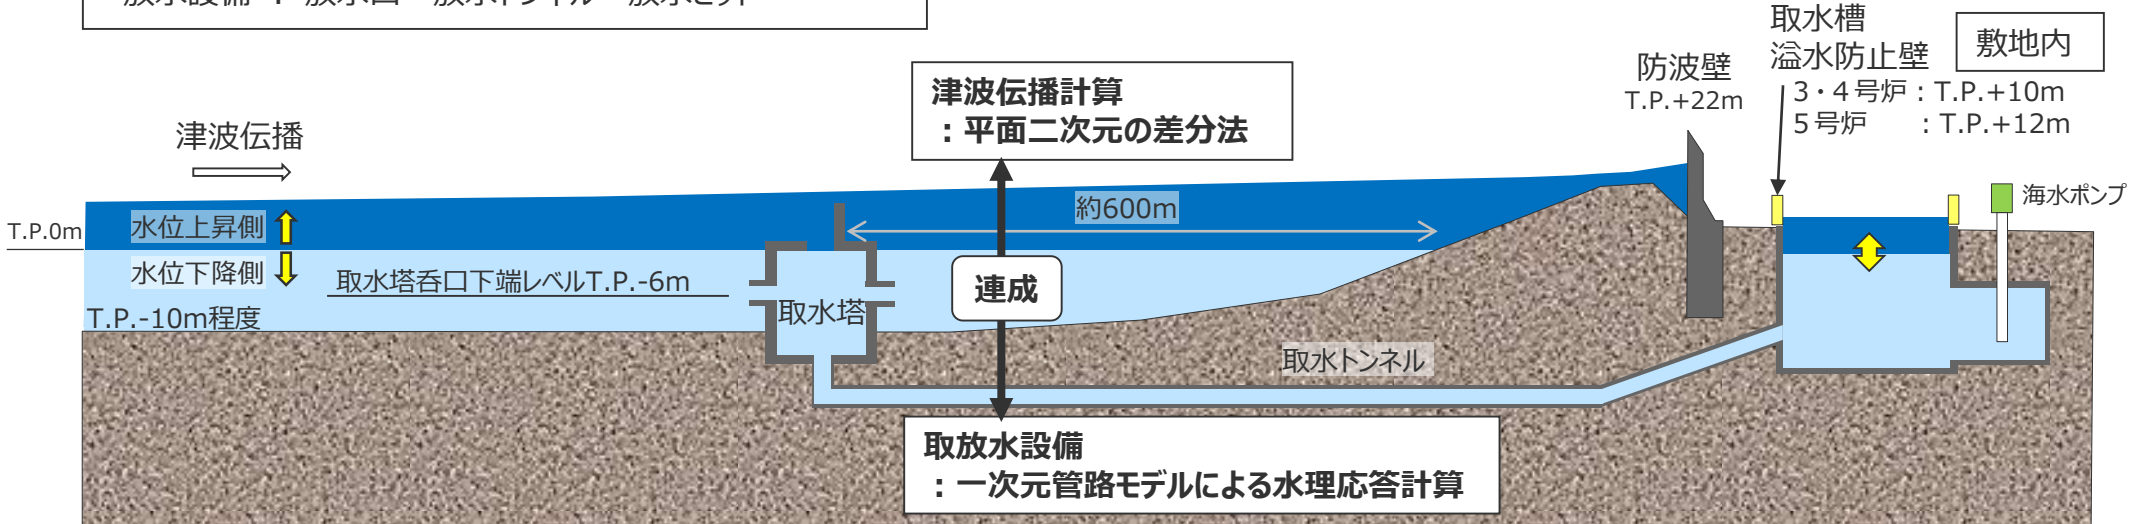 取水槽
溢水防止壁
敷地内
3・4号炉：T.P.+10m
5号炉　　：T.P.+12m
防波壁
T.P.+22m
津波伝播計算
：平面二次元の差分法
津波伝播
海水ポンプ
約600m
T.P.0m
水位上昇側
水位下降側
取水塔呑口下端レベルT.P.-6m
連成
T.P.-10m程度
取水塔
取水トンネル
取放水設備
：一次元管路モデルによる水理応答計算